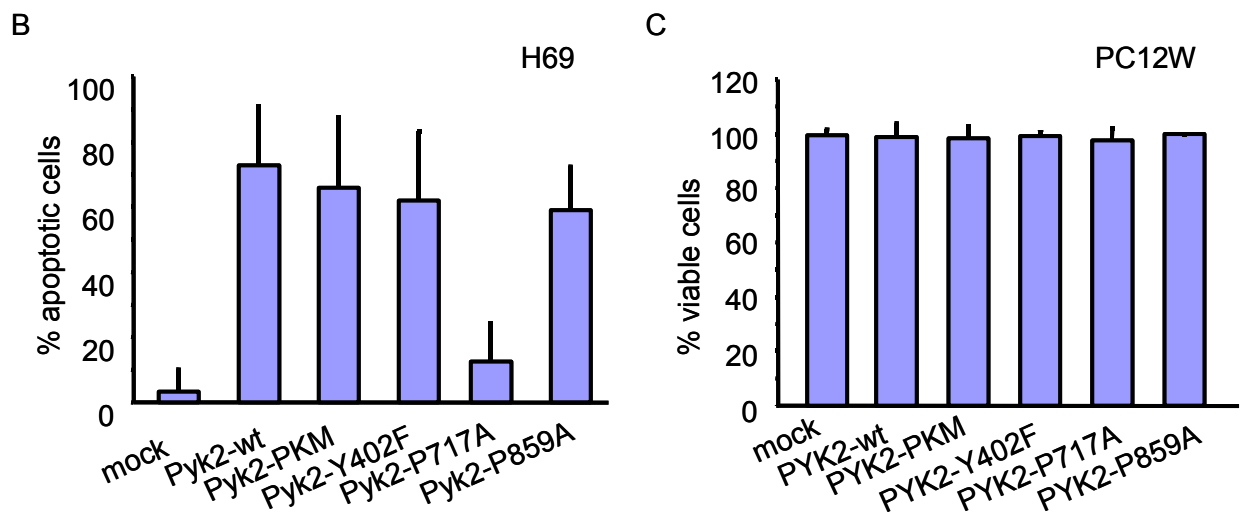 B
H69
% apoptotic cells
100
80
60
40
20
0
mock
Pyk2-wt
Pyk2-PKM
Pyk2-Y402F
Pyk2-P717A
Pyk2-P859A
C
PC12W
% viable cells
120
100
80
60
40
20
0
mock
PYK2-wt
PYK2-PKM
PYK2-Y402F
PYK2-P717A
PYK2-P859A